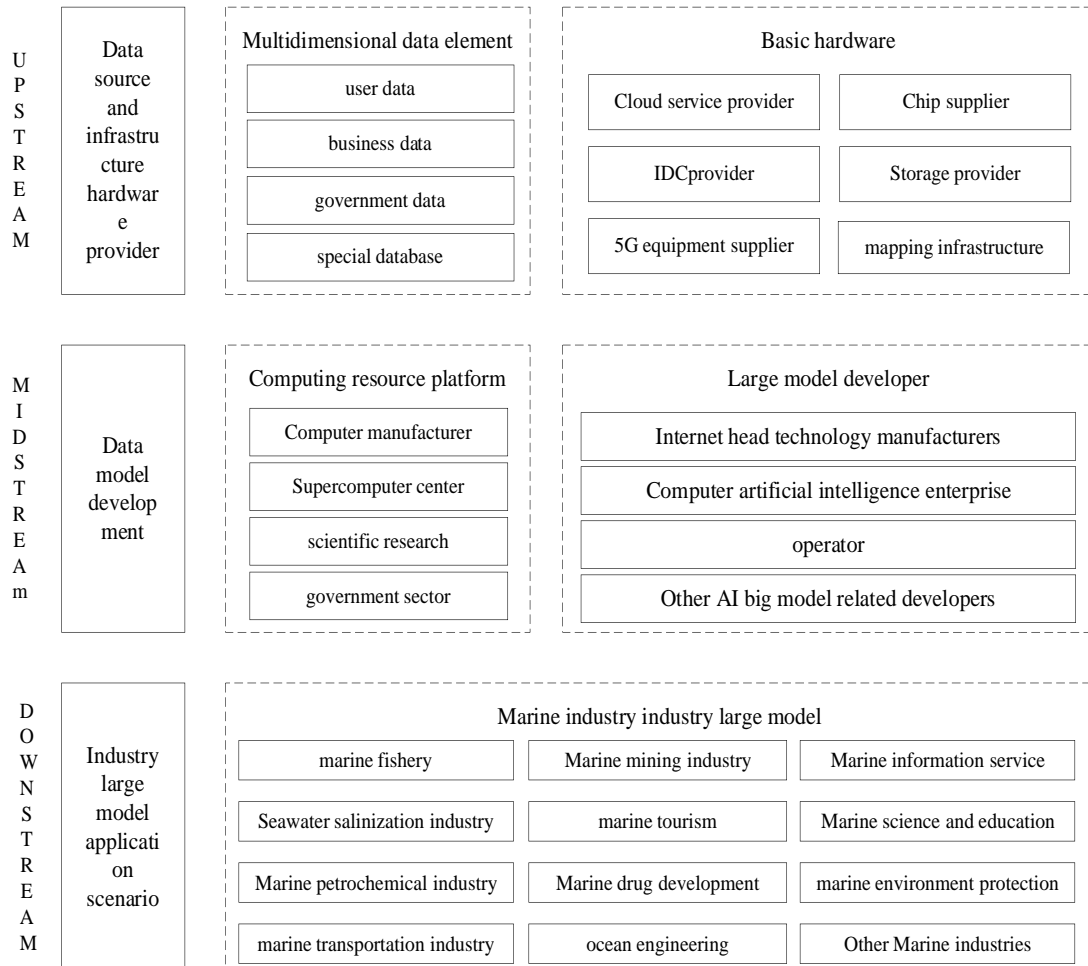 UPSTREAM
Data
source
and
infrastru
cture
hardwar
e
provider
Multidimensional data element
user data
business data
government data
special database
Basic hardware
Cloud service provider
Chip supplier
IDCprovider
Storage provider
5G equipment supplier
mapping infrastructure
MIDSTREAm
Data
model
develop
ment
Computing resource platform
Computer manufacturer
Supercomputer center
scientific research
government sector
Large model developer
Internet head technology manufacturers
Computer artificial intelligence enterprise
operator
Other AI big model related developers
DOWNSTREAM
Industry
large
model
applicati
on
scenario
Marine industry industry large model
marine fishery
Marine mining industry
Marine information service
Seawater salinization industry
marine tourism
Marine science and education
Marine petrochemical industry
Marine drug development
marine environment protection
marine transportation industry
ocean engineering
Other Marine industries